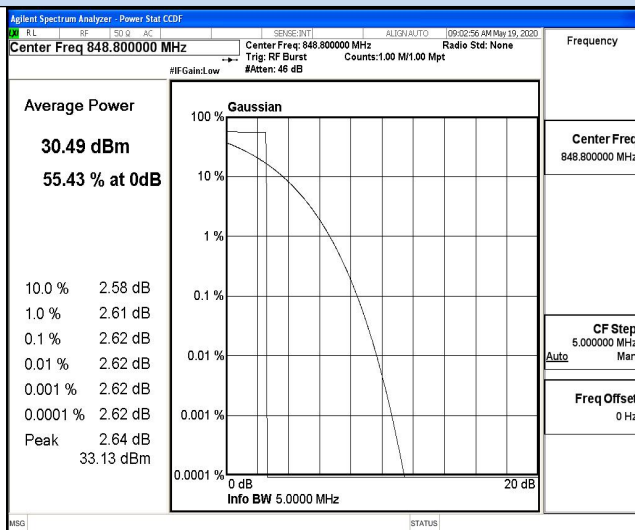 Agilent Spectrum Analyzer - Power Stat CCDF
RL RF 50 Ω AC SENSE:INT ALIGNAUTO 09:02:56 AM May 19, 2020
Center Freq 848.800000 MHz
Center Freq: 848.800000 MHz Radio Std: None
Trig: RF Burst Counts:1.00 M/1.00 Mpt
#IFGain:Low #Atten: 46 dB
Average Power
30.49 dBm
55.43 % at 0dB
10.0 % 2.58 dB
1.0 % 2.61 dB
0.1 % 2.62 dB
0.01 % 2.62 dB
0.001 % 2.62 dB
0.0001 % 2.62 dB
Peak 2.64 dB
33.13 dBm
Gaussian
100 %
10 %
1 %
0.1 %
0.01 %
0.001 %
0.0001 %
0 dB 20 dB
Info BW 5.0000 MHz
Frequency
Center Freq
848.800000 MHz
CF Step
5.000000 MHz
Auto Man
Freq Offset
0 Hz
MSG STATUS